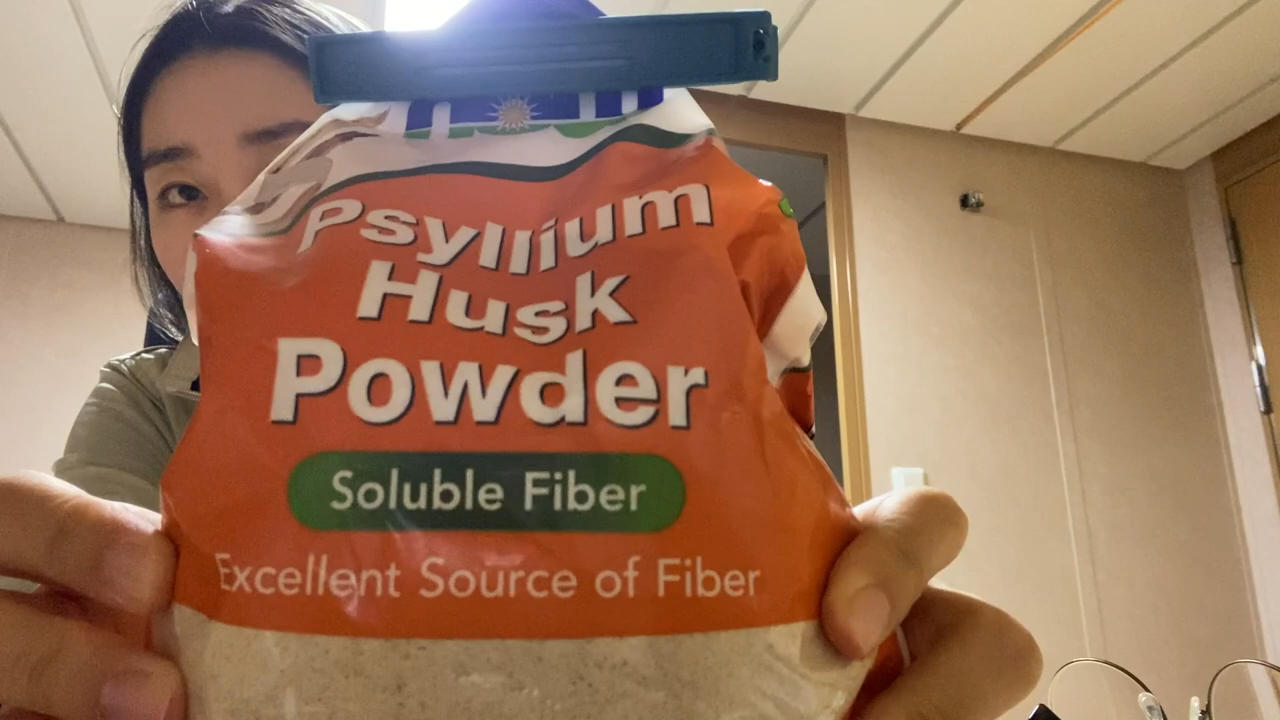 Psyllium
Husk
Powder
Soluble Fiber
Excellent Source of Fiber